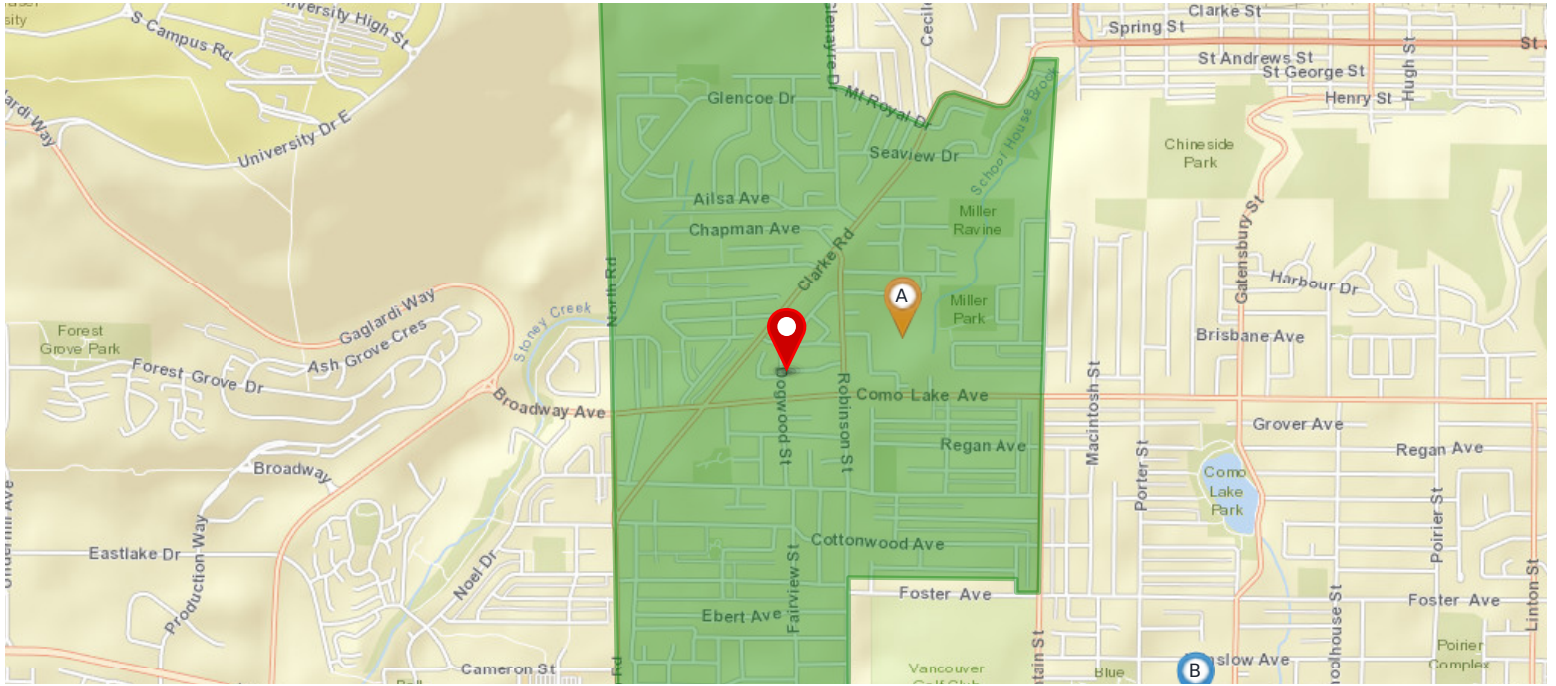 sity
S Campus Rd
University High St
Clarke St
Spring St
St Andrews St
St George St
Hugh St
Henry St
Glenayre Dr
Glencoe Dr
Mt Royal Dr
University Dr E
Seaview Dr
School House Brook
Chineside
Park
Ailsa Ave
Chapman Ave
Miller
Ravine
Clarke Rd
Gatensbury St
North Rd
Harbour Dr
Gaglardi Way
A
Miller
Park
Stoney Creek
Forest
Grove Park
Ash Grove Cres
Brisbane Ave
Forest Grove Dr
Broadway Ave
Como Lake Ave
Dogwood St
Robinson St
Macintosh St
Grover Ave
Regan Ave
Regan Ave
Porter St
Broadway
Como
Lake
Park
Poirier St
Production Way
Eastlake Dr
Noel Dr
Cottonwood Ave
Fairview St
Foster Ave
Foster Ave
Linton St
Ebert Ave
Cameron St
Vancouver
Golf Club
Blue
B
Poirier
Complex